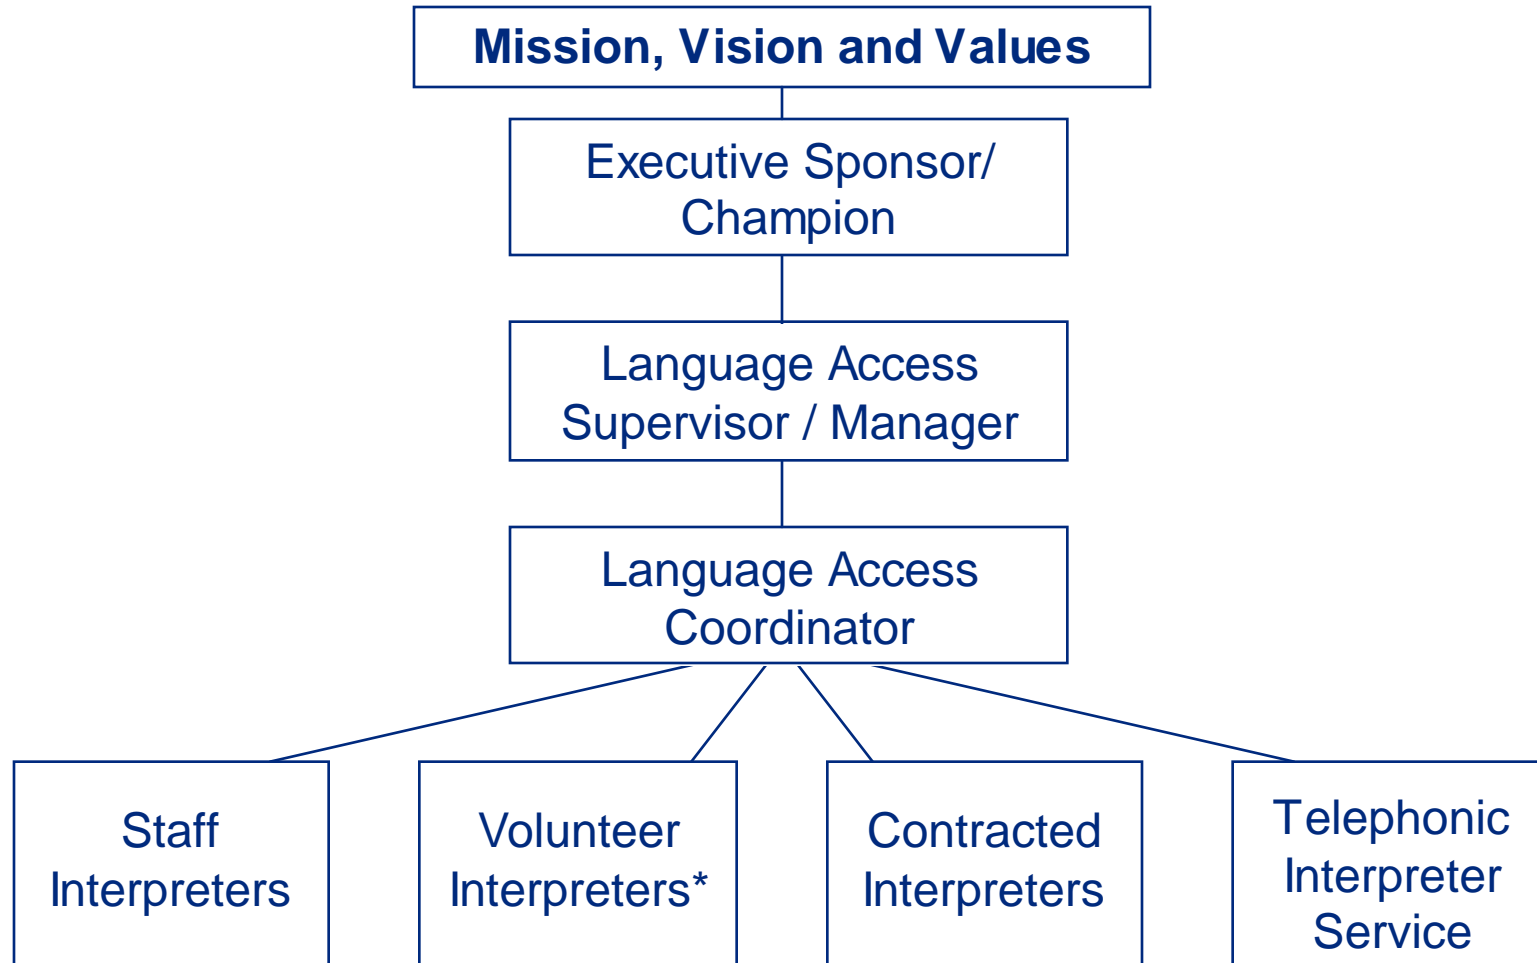 Mission, Vision and Values
Executive Sponsor/
Champion
Language Access
Supervisor / Manager
Language Access
Coordinator
Staff
Interpreters
Volunteer
Interpreters*
Contracted
Interpreters
Telephonic
Interpreter
Service